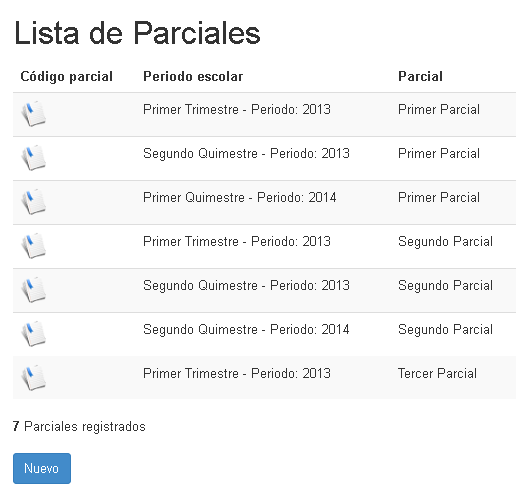 Lista de Parciales
Código parcial Periodo escolar Parcial
Primer Trimestre - Periodo: 2013 Primer Parcial
Segundo Quimestre - Periodo: 2013 Primer Parcial
Primer Quimestre - Periodo: 2014 Primer Parcial
Primer Trimestre - Periodo: 2013 Segundo Parcial
Segundo Quimestre - Periodo: 2013 Segundo Parcial
Segundo Quimestre - Periodo: 2014 Segundo Parcial
Primer Trimestre - Periodo: 2013 Tercer Parcial
7 Parciales registrados
Nuevo